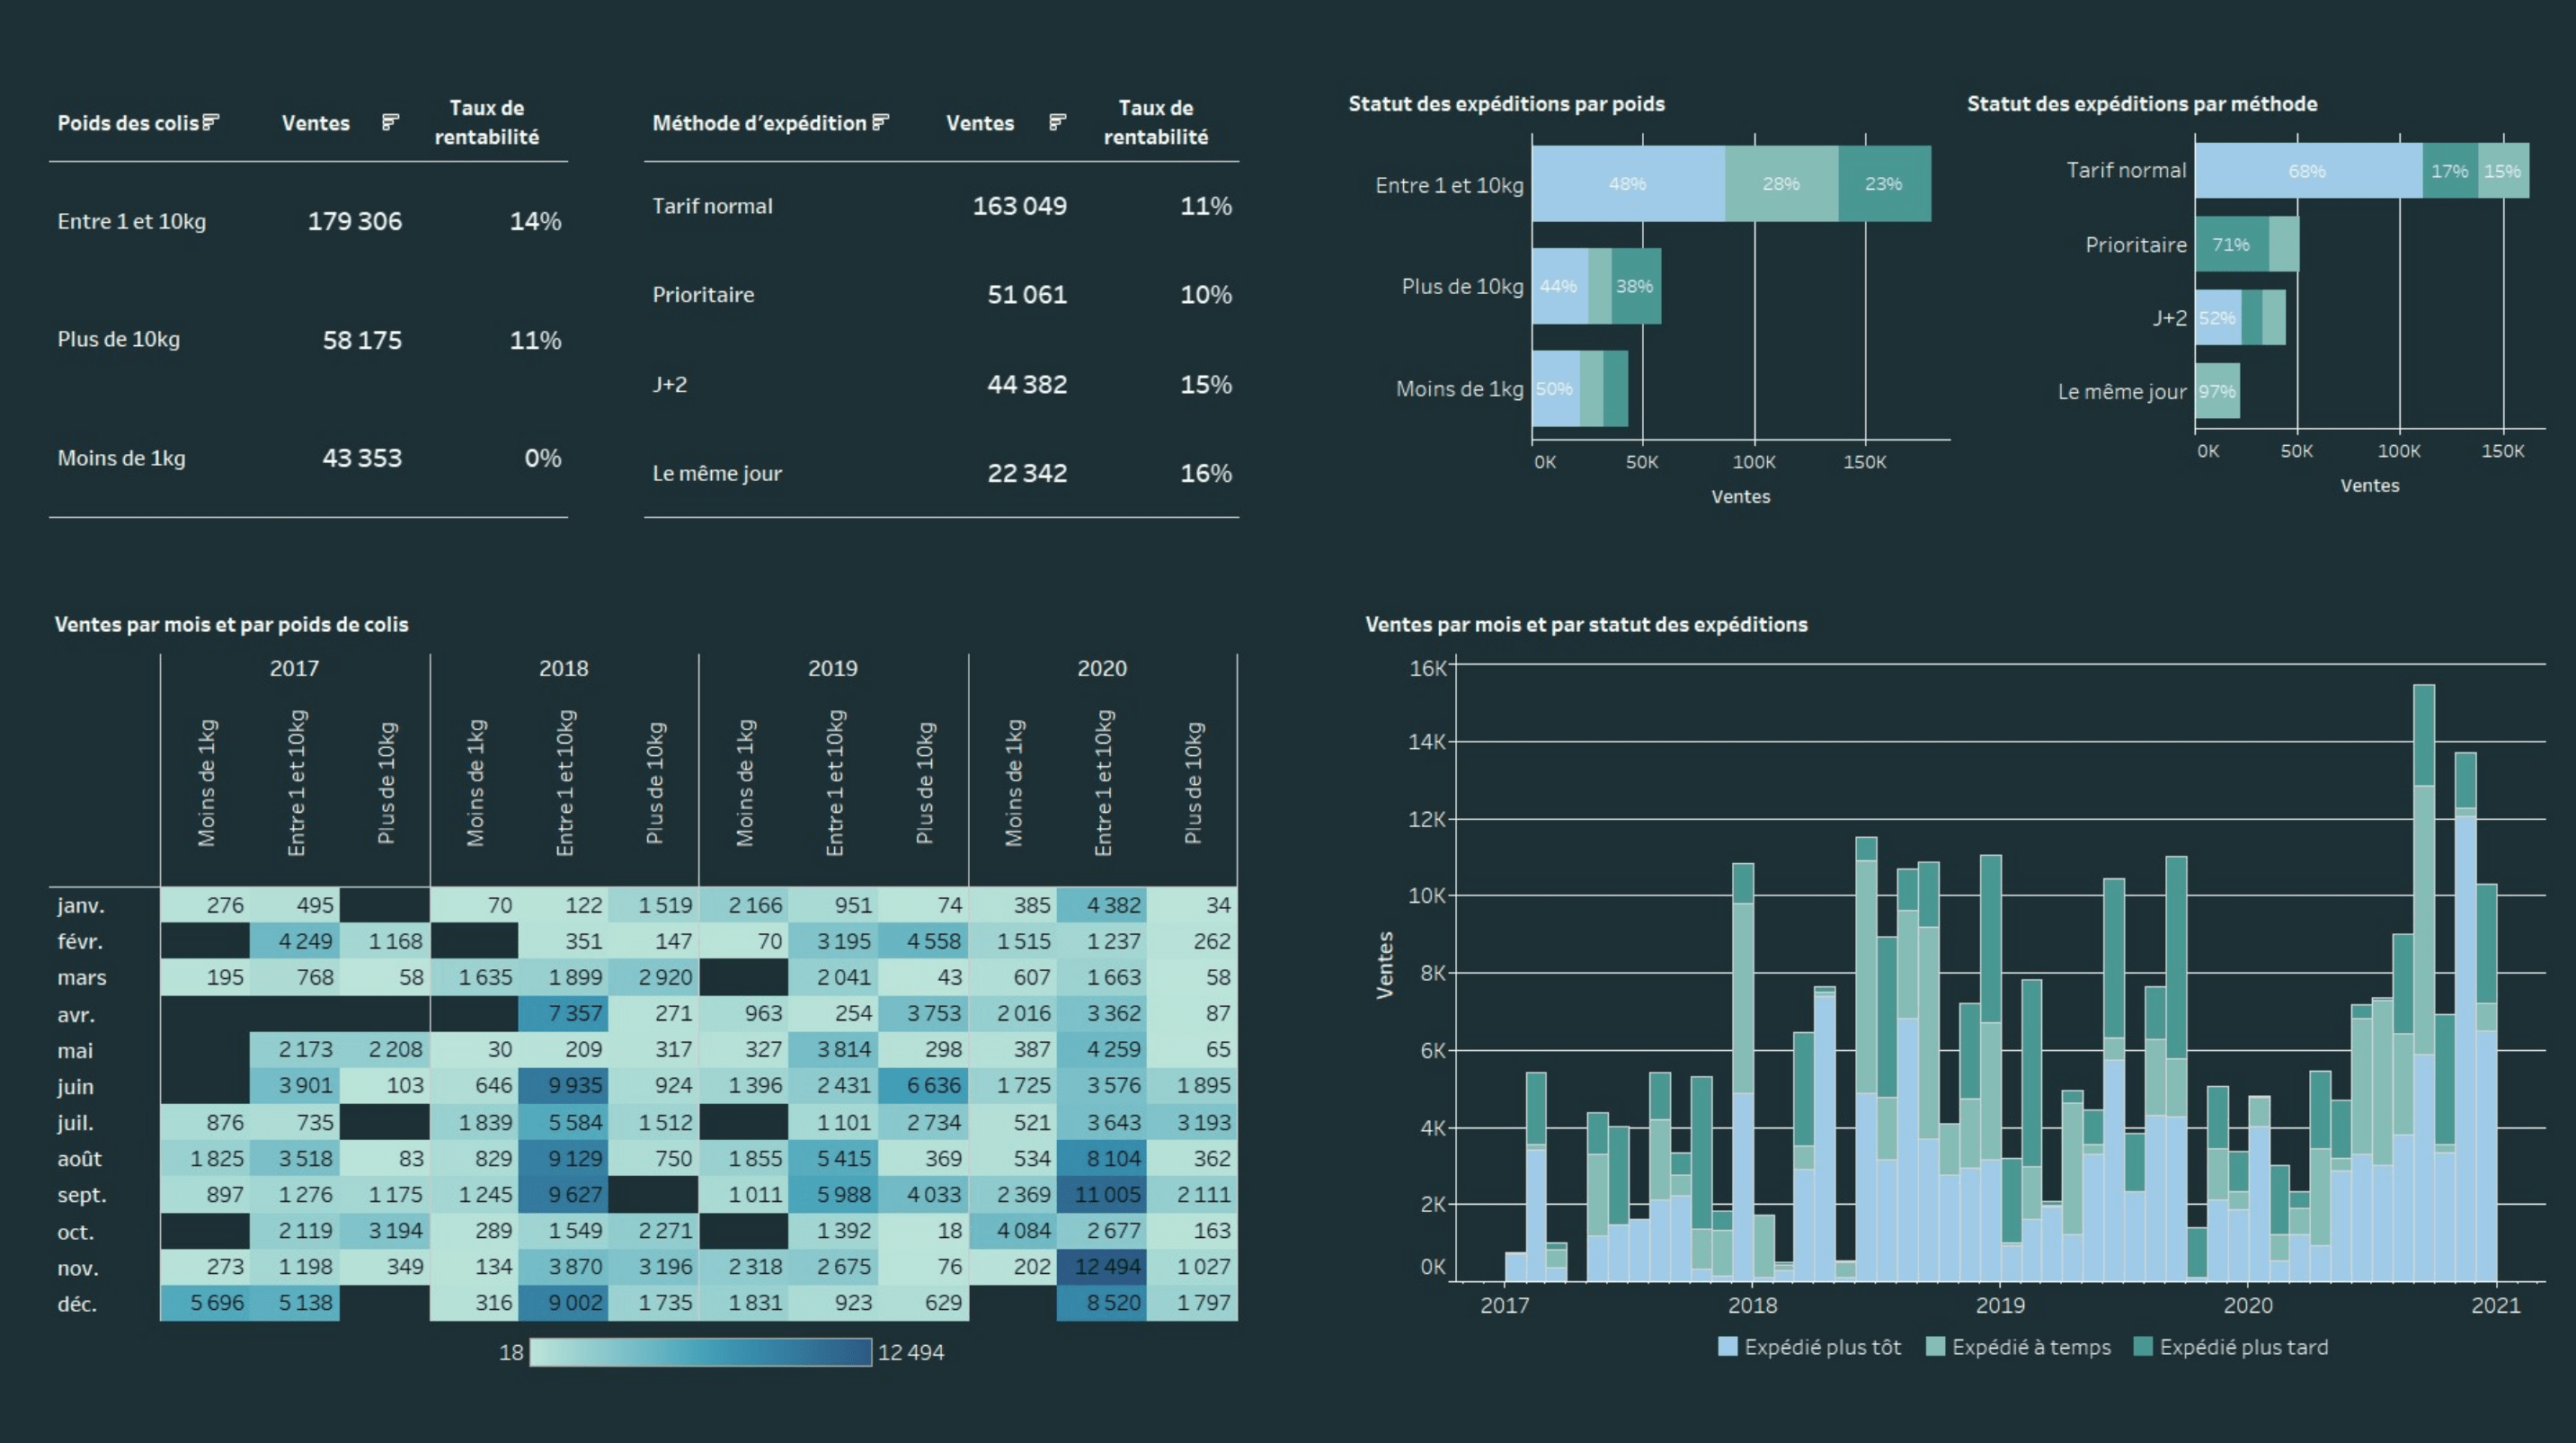 Poids des colis Ventes Taux de rentabilité
Entre 1 et 10kg 179 306 14%
Plus de 10kg 58 175 11%
Moins de 1kg 43 353 0%
Méthode d'expédition Ventes Taux de rentabilité
Tarif normal 163 049 11%
Prioritaire 51 061 10%
J+2 44 382 15%
Le même jour 22 342 16%
Statut des expéditions par poids
Entre 1 et 10kg 48% 28% 23%
Plus de 10kg 44% 38%
Moins de 1kg 50%
0K 50K 100K 150K
Ventes
Statut des expéditions par méthode
Tarif normal 68% 17% 15%
Prioritaire 71%
J+2 52%
Le même jour 97%
0K 50K 100K 150K
Ventes
Ventes par mois et par poids de colis
2017 2018 2019 2020
Moins de 1kg Entre 1 et 10kg Plus de 10kg Moins de 1kg Entre 1 et 10kg Plus de 10kg Moins de 1kg Entre 1 et 10kg Plus de 10kg Moins de 1kg Entre 1 et 10kg Plus de 10kg
janv. 276 495 70 122 1 519 2 166 951 74 385 4 382 34
févr. 4 249 1 168 351 147 70 3 195 4 558 1 515 1 237 262
mars 195 768 58 1 635 1 899 2 920 2 041 43 607 1 663 58
avr. 7 357 271 963 254 3 753 2 016 3 362 87
mai 2 173 2 208 30 209 317 327 3 814 298 387 4 259 65
juin 3 901 103 646 9 935 924 1 396 2 431 6 636 1 725 3 576 1 895
juil. 876 735 1 839 5 584 1 512 1 101 2 734 521 3 643 3 193
août 1 825 3 518 83 829 9 129 750 1 855 5 415 369 534 8 104 362
sept. 897 1 276 1 175 1 245 9 627 1 011 5 988 4 033 2 369 11 005 2 111
oct. 2 119 3 194 289 1 549 2 271 1 392 18 4 084 2 677 163
nov. 273 1 198 349 134 3 870 3 196 2 318 2 675 76 202 12 494 1 027
déc. 5 696 5 138 316 9 002 1 735 1 831 923 629 8 520 1 797
18 12 494
Ventes par mois et par statut des expéditions
16K
14K
12K
10K
8K
6K
4K
2K
0K
Ventes
2017 2018 2019 2020 2021
Expédié plus tôt Expédié à temps Expédié plus tard